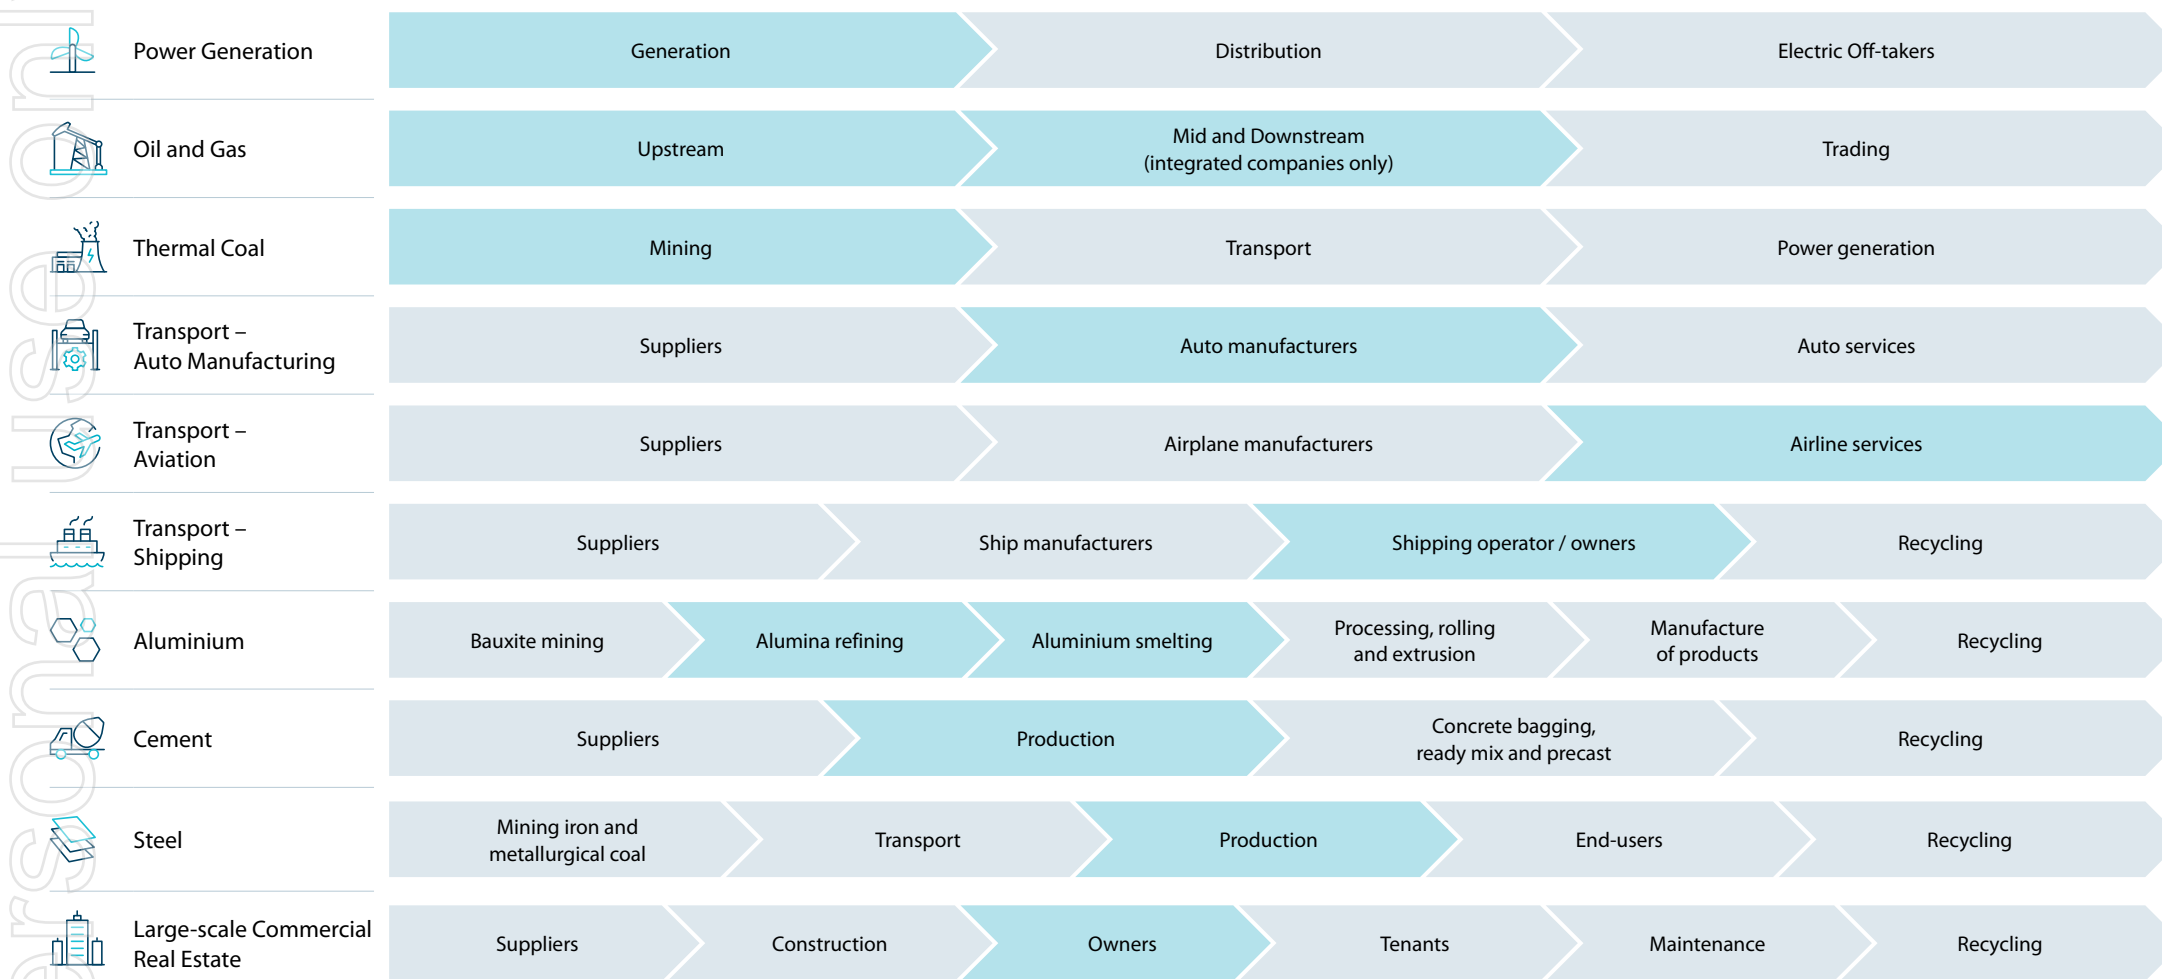 Power Generation
Generation
Distribution
Electric Off-takers
Oil and Gas
Upstream
Mid and Downstream
(integrated companies only)
Trading
Thermal Coal
Mining
Transport
Power generation
Transport –
Auto Manufacturing
Suppliers
Auto manufacturers
Auto services
Transport –
Aviation
Suppliers
Airplane manufacturers
Airline services
Transport –
Shipping
Suppliers
Ship manufacturers
Shipping operator / owners
Recycling
Aluminium
Bauxite mining
Alumina refining
Aluminium smelting
Processing, rolling
and extrusion
Manufacture
of products
Recycling
Cement
Suppliers
Production
Concrete bagging,
ready mix and precast
Recycling
Steel
Mining iron and
metallurgical coal
Transport
Production
End-users
Recycling
Large-scale Commercial
Real Estate
Suppliers
Construction
Owners
Tenants
Maintenance
Recycling
ersonal use onl